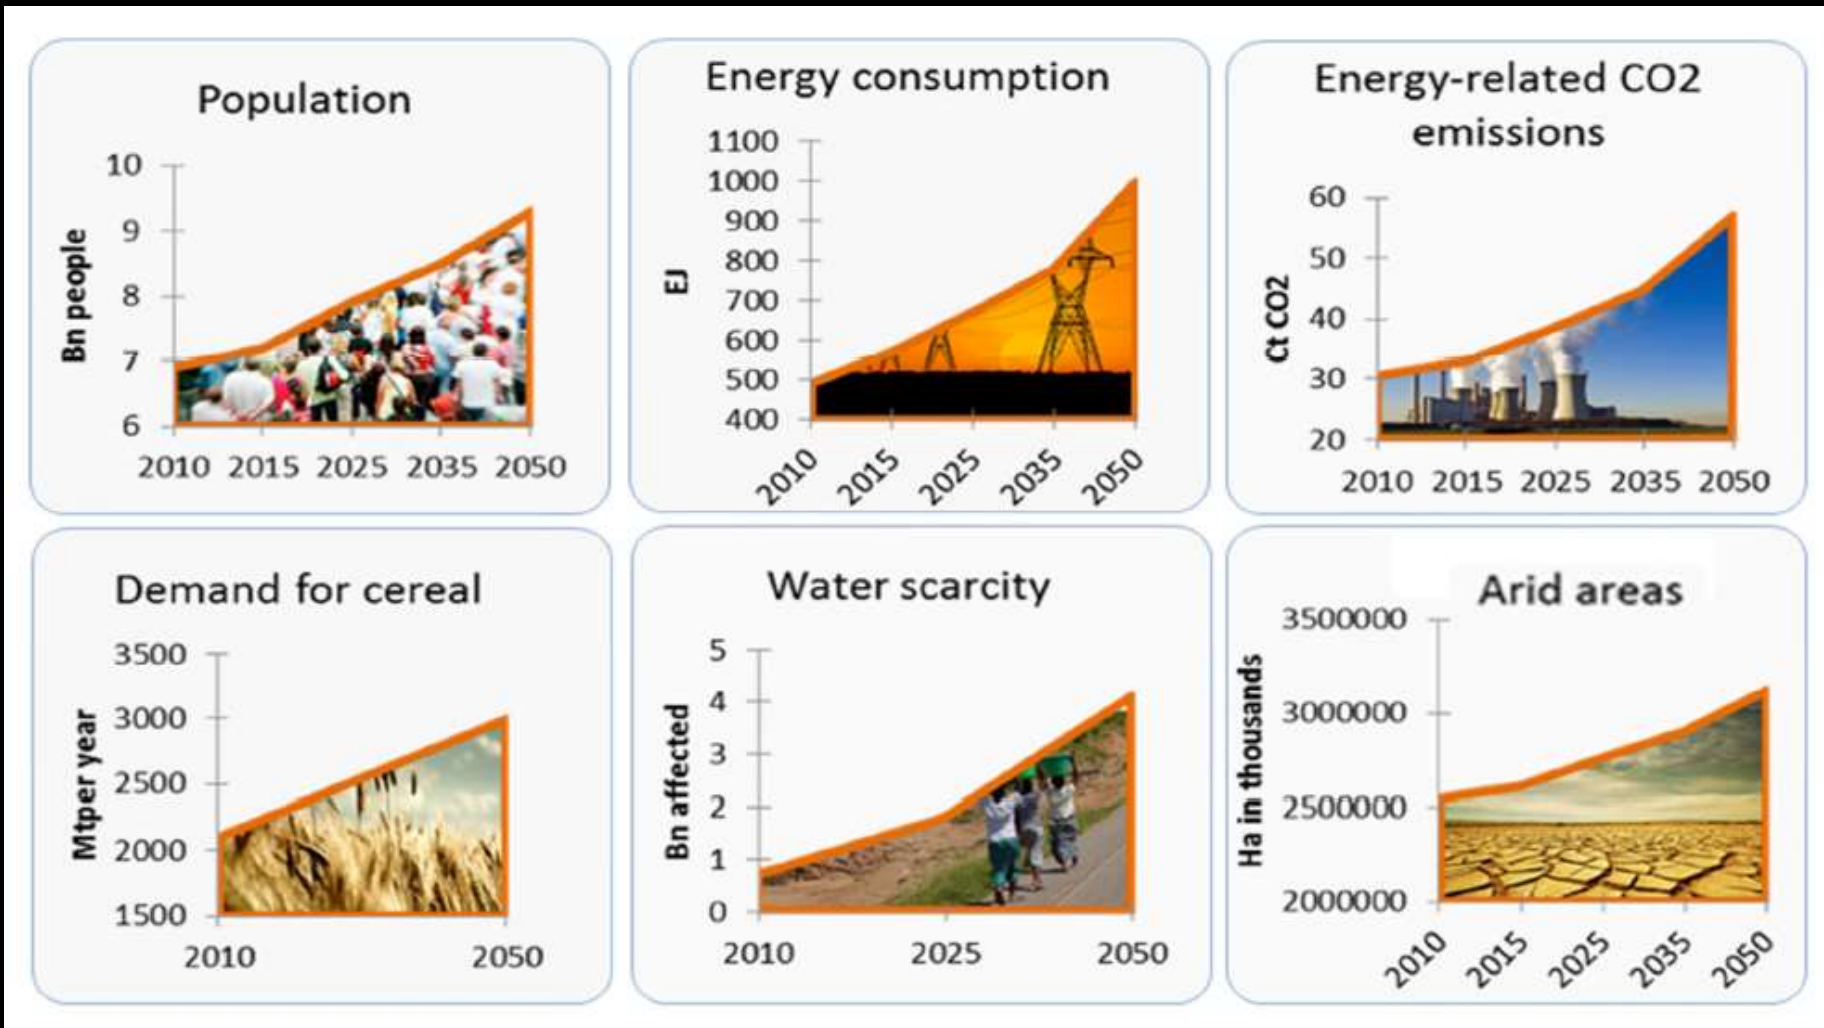 Population
Bn people
10
9
8
7
6
2010 2015 2025 2035 2050
Energy consumption
EJ
1100
1000
900
800
700
600
500
400
2010 2015 2025 2035 2050
Energy-related CO2
emissions
Ct CO2
60
50
40
30
20
2010 2015 2025 2035 2050
Demand for cereal
Mtper year
3500
3000
2500
2000
1500
2010 2050
Water scarcity
Bn affected
5
4
3
2
1
0
2010 2025 2050
Arid areas
Ha in thousands
3500000
3000000
2500000
2000000
2010 2015 2025 2035 2050